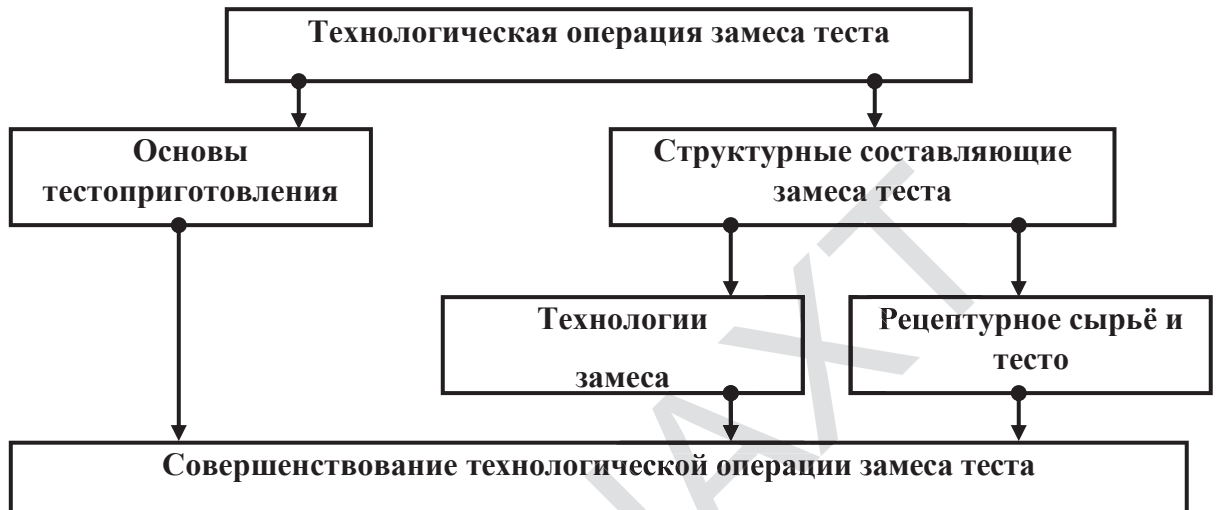 Технологическая операция замеса теста
Основы
тестоприготовления
Структурные составляющие
замеса теста
Технологии
замеса
Рецептурное сырьё и
тесто
Совершенствование технологической операции замеса теста